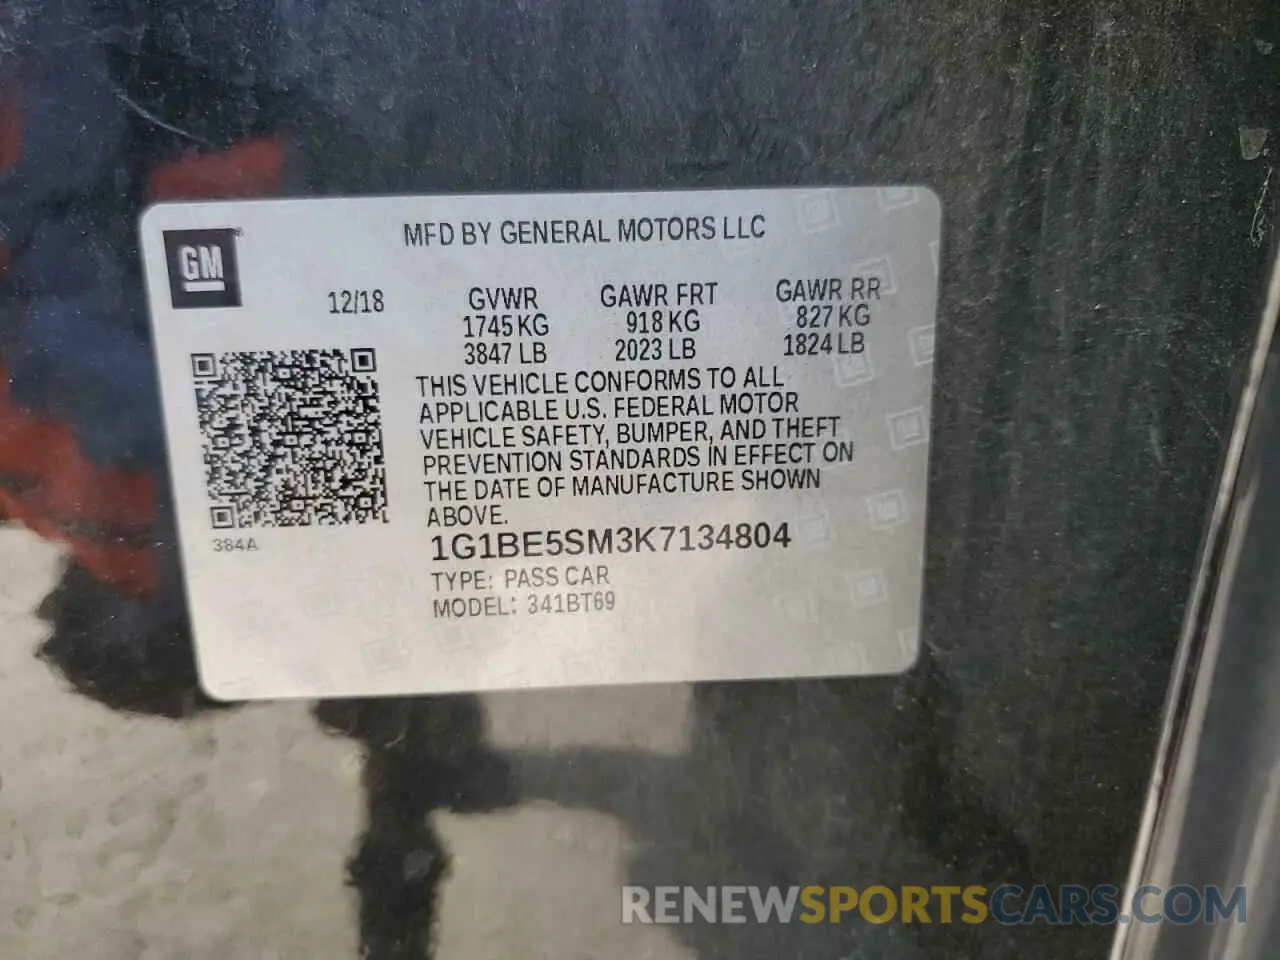 MFD BY GENERAL MOTORS LLC
GM
12/18 GVWR GAWR FRT GAWR RR
1745 KG 918 KG 827 KG
3847 LB 2023 LB 1824 LB
THIS VEHICLE CONFORMS TO ALL
APPLICABLE U.S. FEDERAL MOTOR
VEHICLE SAFETY, BUMPER, AND THEFT
PREVENTION STANDARDS IN EFFECT ON
THE DATE OF MANUFACTURE SHOWN
ABOVE.
384A
1G1BE5SM3K7134804
TYPE: PASS CAR
MODEL: 341BT69
RENEWSPORTSCARS.COM